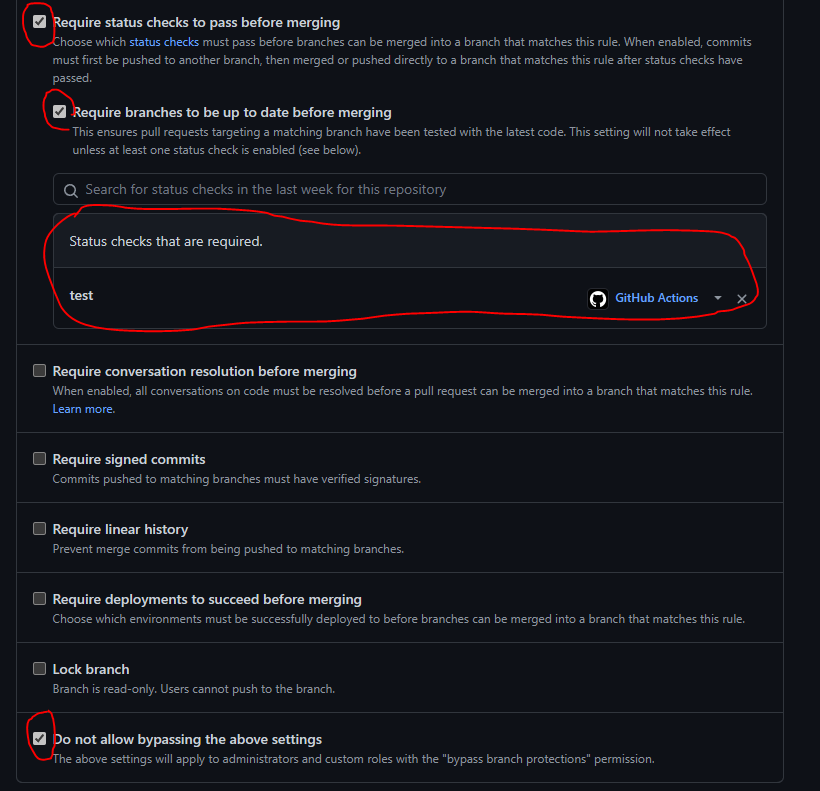 Require status checks to pass before merging
Choose which status checks must pass before branches can be merged into a branch that matches this rule. When enabled, commits
must first be pushed to another branch, then merged or pushed directly to a branch that matches this rule after status checks have
passed.
Require branches to be up to date before merging
This ensures pull requests targeting a matching branch have been tested with the latest code. This setting will not take effect
unless at least one status check is enabled (see below).
Search for status checks in the last week for this repository
Status checks that are required.
test GitHub Actions
Require conversation resolution before merging
When enabled, all conversations on code must be resolved before a pull request can be merged into a branch that matches this rule.
Learn more.
Require signed commits
Commits pushed to matching branches must have verified signatures.
Require linear history
Prevent merge commits from being pushed to matching branches.
Require deployments to succeed before merging
Choose which environments must be successfully deployed to before branches can be merged into a branch that matches this rule.
Lock branch
Branch is read-only. Users cannot push to the branch.
Do not allow bypassing the above settings
The above settings will apply to administrators and custom roles with the "bypass branch protections" permission.